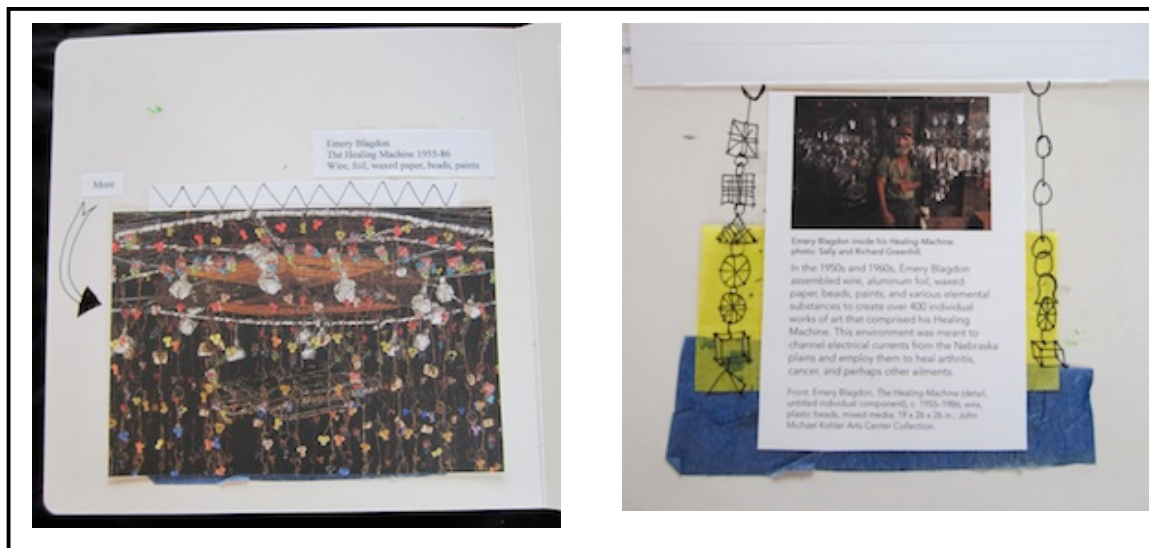 Emery Blagdon
The Healing Machine 1955-86
Wire, foil, waxed paper, beads, paints
More
Emery Blagdon inside his Healing Machine.
photo: Sally and Richard Greenhill.
In the 1950s and 1960s, Emery Blagdon
assembled wire, aluminum foil, waxed
paper, beads, paints, and various elemental
substances to create over 400 individual
works of art that comprised his Healing
Machine. This environment was meant to
channel electrical currents from the Nebraska
plains and employ them to heal arthritis,
cancer, and perhaps other ailments.
Front: Emery Blagdon, The Healing Machine (detail,
untitled individual component), c. 1955–1986; wire,
plastic beads, mixed media; 19 x 26 x 26 in.; John
Michael Kohler Arts Center Collection.